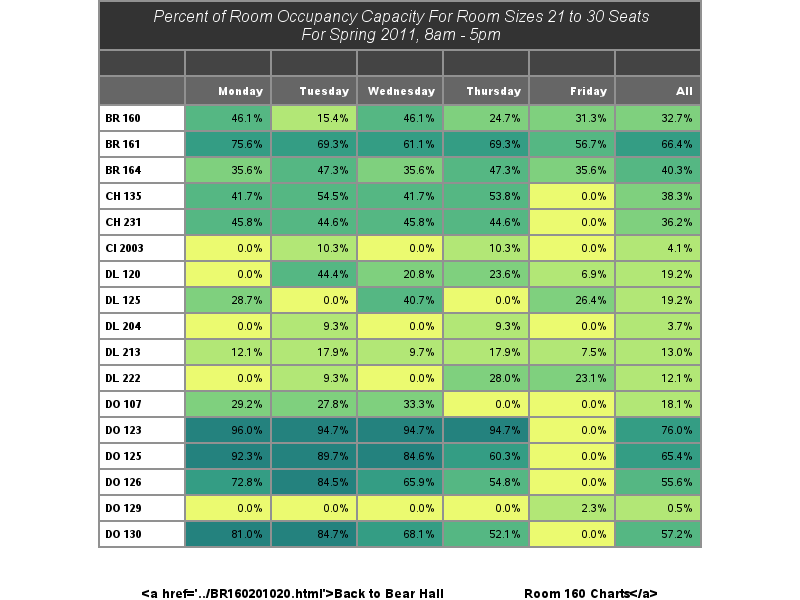 Percent of Room Occupancy Capacity For Room Sizes 21 to 30 Seats
For Spring 2011, 8am - 5pm
Monday Tuesday Wednesday Thursday Friday All
BR 160 46.1% 15.4% 46.1% 24.7% 31.3% 32.7%
BR 161 75.6% 69.3% 61.1% 69.3% 56.7% 66.4%
BR 164 35.6% 47.3% 35.6% 47.3% 35.6% 40.3%
CH 135 41.7% 54.5% 41.7% 53.8% 0.0% 38.3%
CH 231 45.8% 44.6% 45.8% 44.6% 0.0% 36.2%
CI 2003 0.0% 10.3% 0.0% 10.3% 0.0% 4.1%
DL 120 0.0% 44.4% 20.8% 23.6% 6.9% 19.2%
DL 125 28.7% 0.0% 40.7% 0.0% 26.4% 19.2%
DL 204 0.0% 9.3% 0.0% 9.3% 0.0% 3.7%
DL 213 12.1% 17.9% 9.7% 17.9% 7.5% 13.0%
DL 222 0.0% 9.3% 0.0% 28.0% 23.1% 12.1%
DO 107 29.2% 27.8% 33.3% 0.0% 0.0% 18.1%
DO 123 96.0% 94.7% 94.7% 94.7% 0.0% 76.0%
DO 125 92.3% 89.7% 84.6% 60.3% 0.0% 65.4%
DO 126 72.8% 84.5% 65.9% 54.8% 0.0% 55.6%
DO 129 0.0% 0.0% 0.0% 0.0% 2.3% 0.5%
DO 130 81.0% 84.7% 68.1% 52.1% 0.0% 57.2%
<a href='../BR160201020.html'>Back to Bear Hall Room 160 Charts</a>